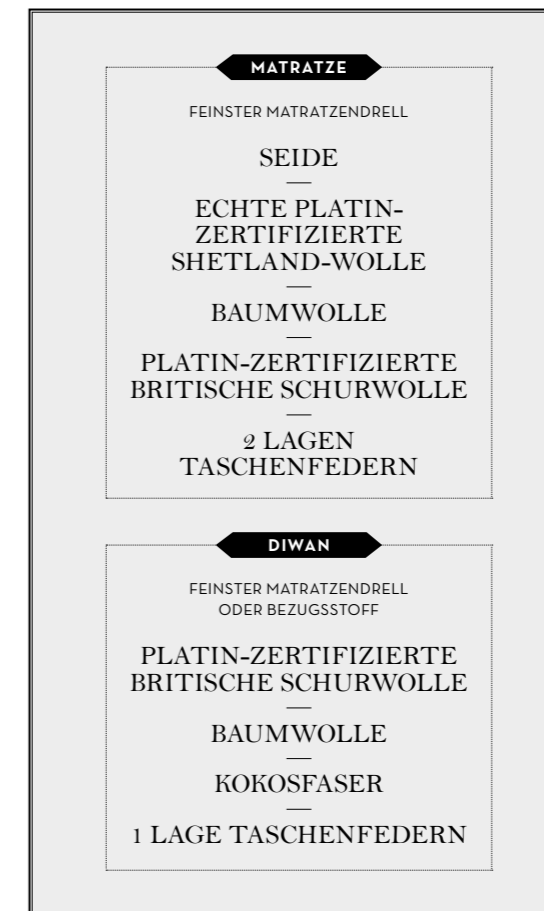 MATRATZE
FEINSTER MATRATZENDRELL
SEIDE
—
ECHTE PLATIN-
ZERTIFIZIERTE
SHETLAND-WOLLE
—
BAUMWOLLE
—
PLATIN-ZERTIFIZIERTE
BRITISCHE SCHURWOLLE
—
2 LAGEN
TASCHENFEDERN
DIWAN
FEINSTER MATRATZENDRELL
ODER BEZUGSSTOFF
PLATIN-ZERTIFIZIERTE
BRITISCHE SCHURWOLLE
—
BAUMWOLLE
—
KOKOSFASER
—
1 LAGE TASCHENFEDERN